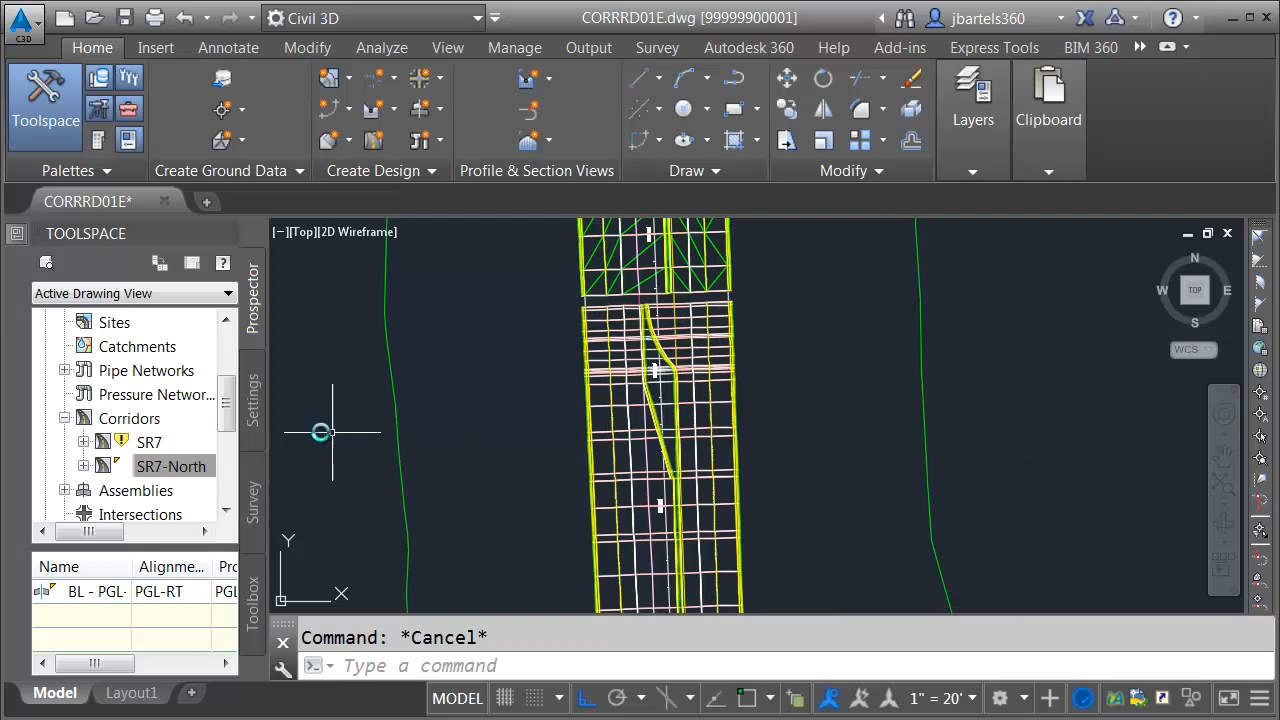 Civil 3D
CORRRD01E.dwg [99999900001]
jbartels360
C3D
Home Insert Annotate Modify Analyze View Manage Output Survey Autodesk 360 Help Add-ins Express Tools BIM 360
Toolspace
Layers
Clipboard
Palettes
Create Ground Data
Create Design
Profile & Section Views
Draw
Modify
CORRRD01E*
TOOLSPACE
[−][Top][2D Wireframe]
Active Drawing View
Prospector
Settings
Survey
Toolbox
Sites
Catchments
Pipe Networks
Pressure Networ...
Corridors
SR7
SR7-North
Assemblies
Intersections
Name Alignme... Pro
BL - PGL- PGL-RT PGL
N
W TOP E
S
WCS
Y
X
Command: *Cancel*
Type a command
Model Layout1
MODEL
1" = 20'